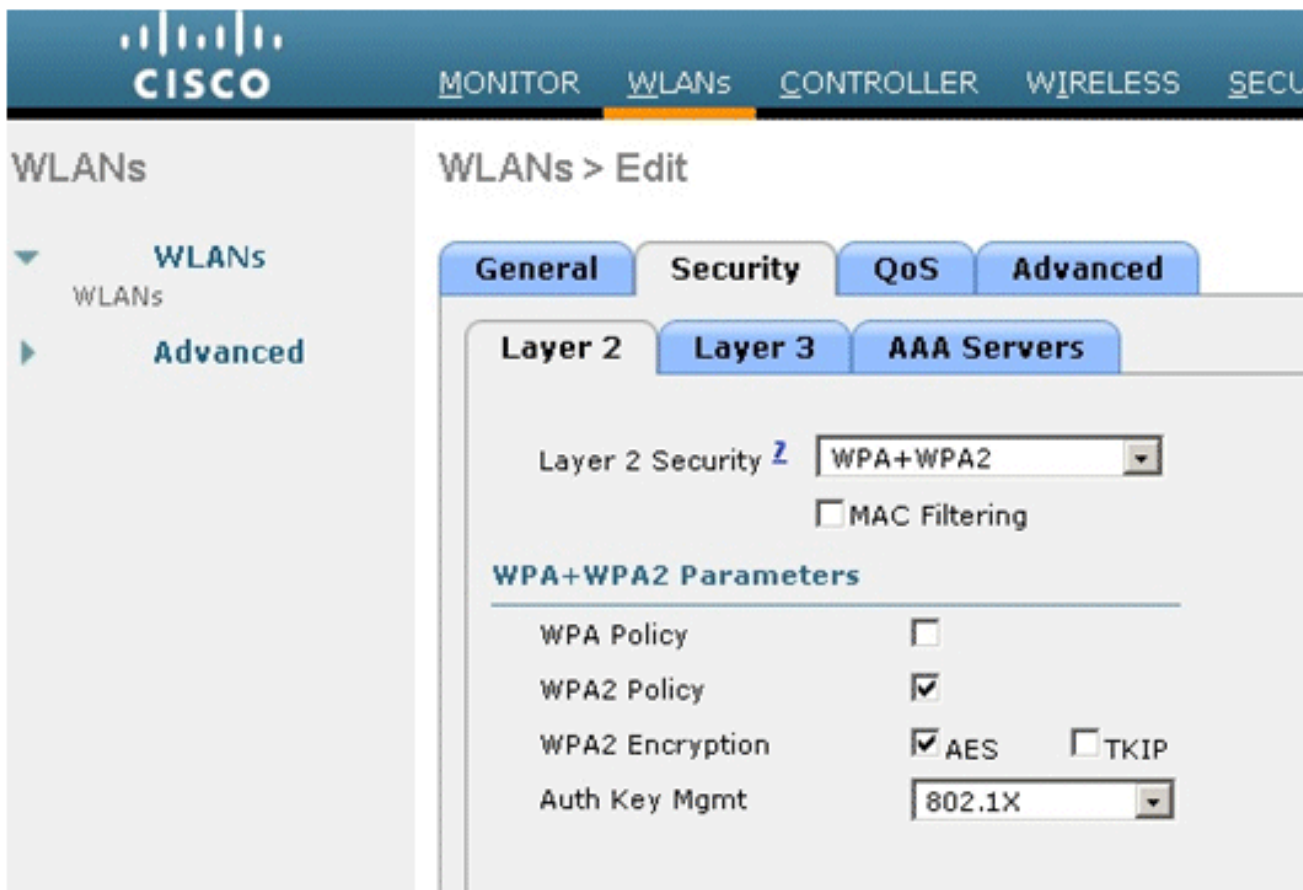 CISCO
MONITOR WLANs CONTROLLER WIRELESS SECU
WLANs
WLANs
WLANs
Advanced
WLANs > Edit
General Security QoS Advanced
Layer 2 Layer 3 AAA Servers
Layer 2 Security 7 WPA+WPA2
MAC Filtering
WPA+WPA2 Parameters
WPA Policy
WPA2 Policy
WPA2 Encryption AES TKIP
Auth Key Mgmt 802.1X